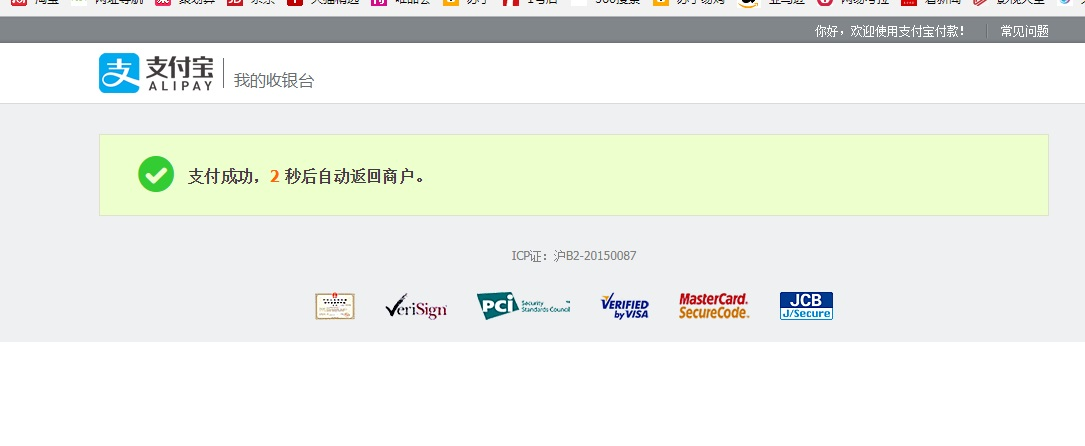 你好，欢迎使用支付宝付款！ 常见问题
支付宝 ALIPAY 我的收银台
支付成功，2 秒后自动返回商户。
ICP证：沪B2-20150087
VeriSign PCI Security Standards Council VERIFIED by VISA MasterCard. SecureCode. JCB J/Secure